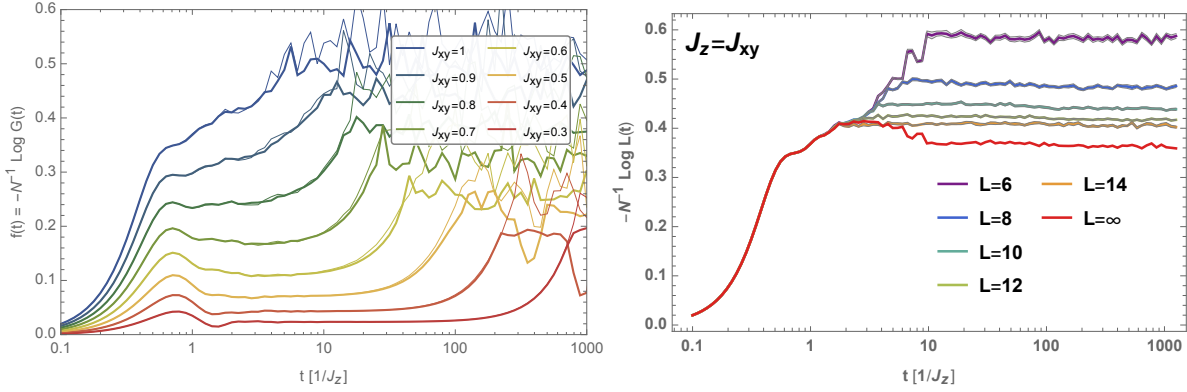 f(t) = -N⁻¹ Log G(t)
0.6
0.5
0.4
0.3
0.2
0.1
0.0
J_xy=1
J_xy=0.9
J_xy=0.8
J_xy=0.7
J_xy=0.6
J_xy=0.5
J_xy=0.4
J_xy=0.3
0.1 1 10 100 1000
t [1/J_z]
-N⁻¹ Log L(t)
0.6
0.5
0.4
0.3
0.2
0.1
0.0
J_z=J_xy
L=6
L=8
L=10
L=12
L=14
L=∞
0.1 1 10 100 1000
t [1/J_z]